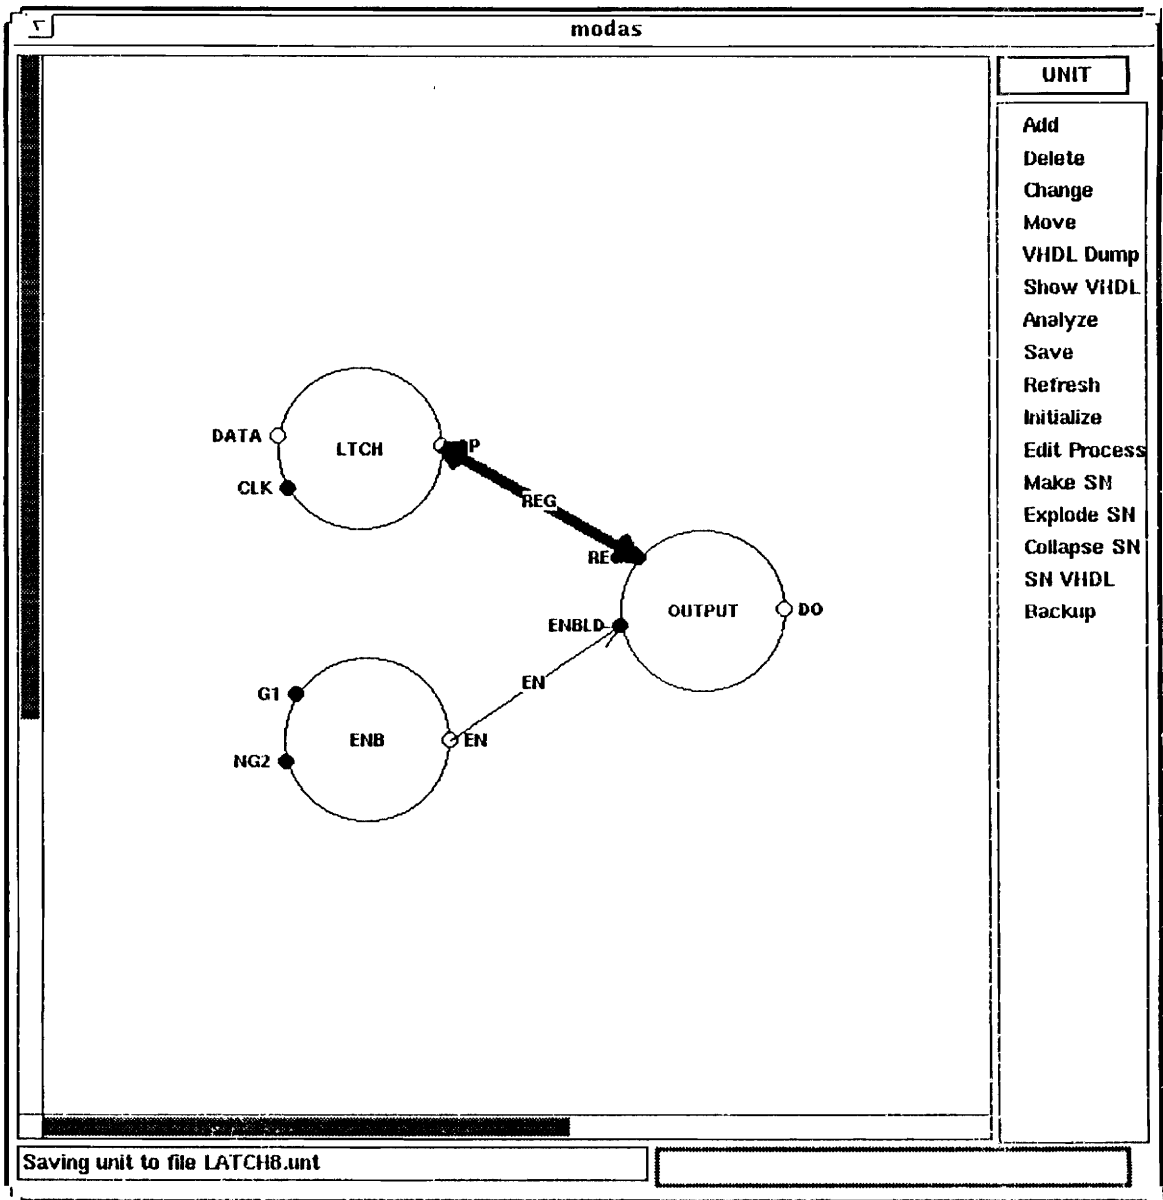 modas
UNIT
Add
Delete
Change
Move
VHDL Dump
Show VHDL
Analyze
Save
Refresh
Initialize
Edit Process
Make SN
Explode SN
Collapse SN
SN VHDL
Backup
DATA
LTCH
CLK
REG
OUTPUT
DO
ENBLD
EN
G1
ENB
EN
NG2
Saving unit to file LATCH8.unt